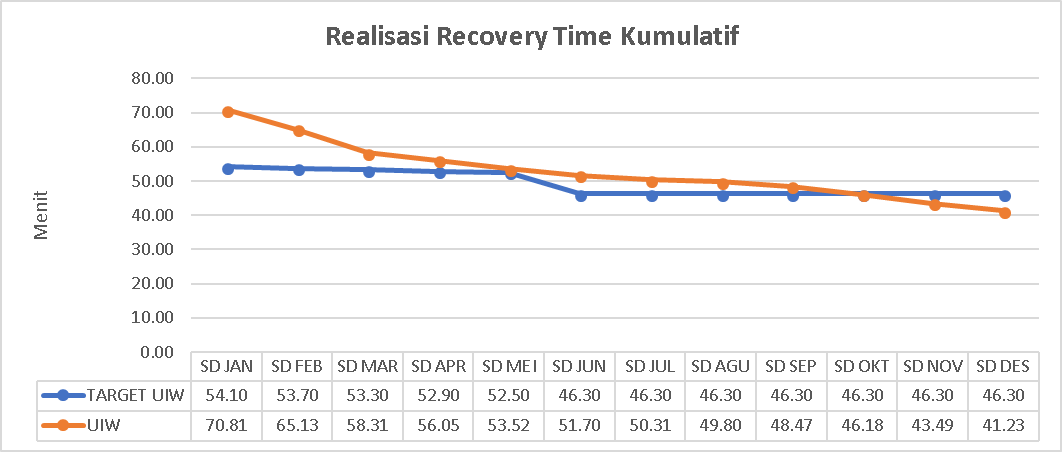 Realisasi Recovery Time Kumulatif
Menit
80.00
70.00
60.00
50.00
40.00
30.00
20.00
10.00
0.00
SD JAN SD FEB SD MAR SD APR SD MEI SD JUN SD JUL SD AGU SD SEP SD OKT SD NOV SD DES
TARGET UIW 54.10 53.70 53.30 52.90 52.50 46.30 46.30 46.30 46.30 46.30 46.30 46.30
UIW 70.81 65.13 58.31 56.05 53.52 51.70 50.31 49.80 48.47 46.18 43.49 41.23